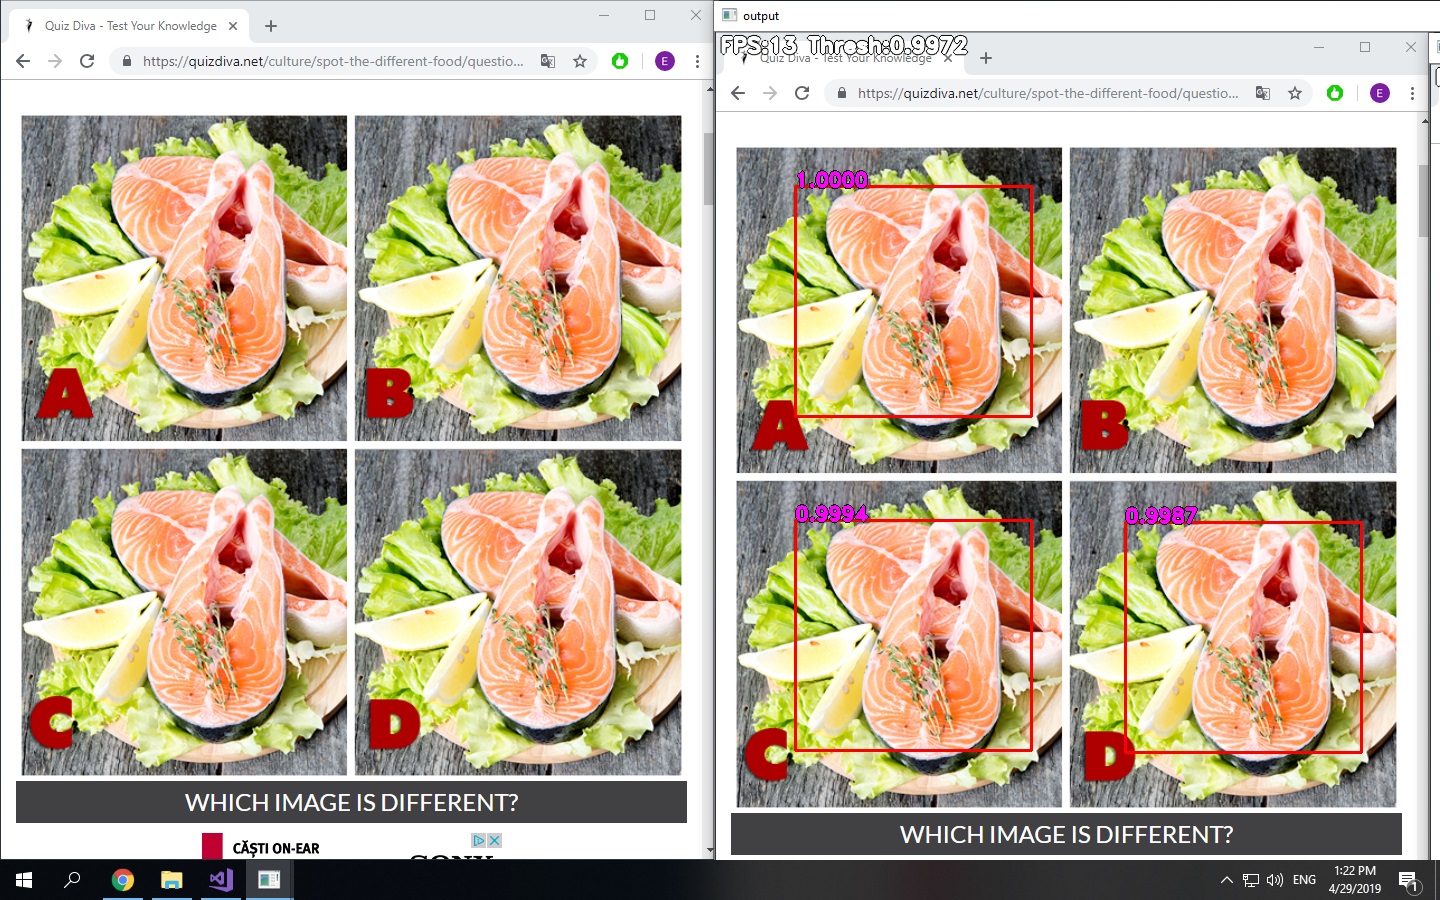 Quiz Diva - Test Your Knowledge
https://quizdiva.net/culture/spot-the-different-food/questio...
E
A
B
C
D
WHICH IMAGE IS DIFFERENT?
CĂȘTI ON-EAR
SONY
output
FPS:13 Thresh:0.9972
Quiz Diva - Test Your Knowledge
https://quizdiva.net/culture/spot-the-different-food/questio...
E
1.0000
A
B
0.9994
0.9987
C
D
WHICH IMAGE IS DIFFERENT?
ENG
1:22 PM
4/29/2019
1